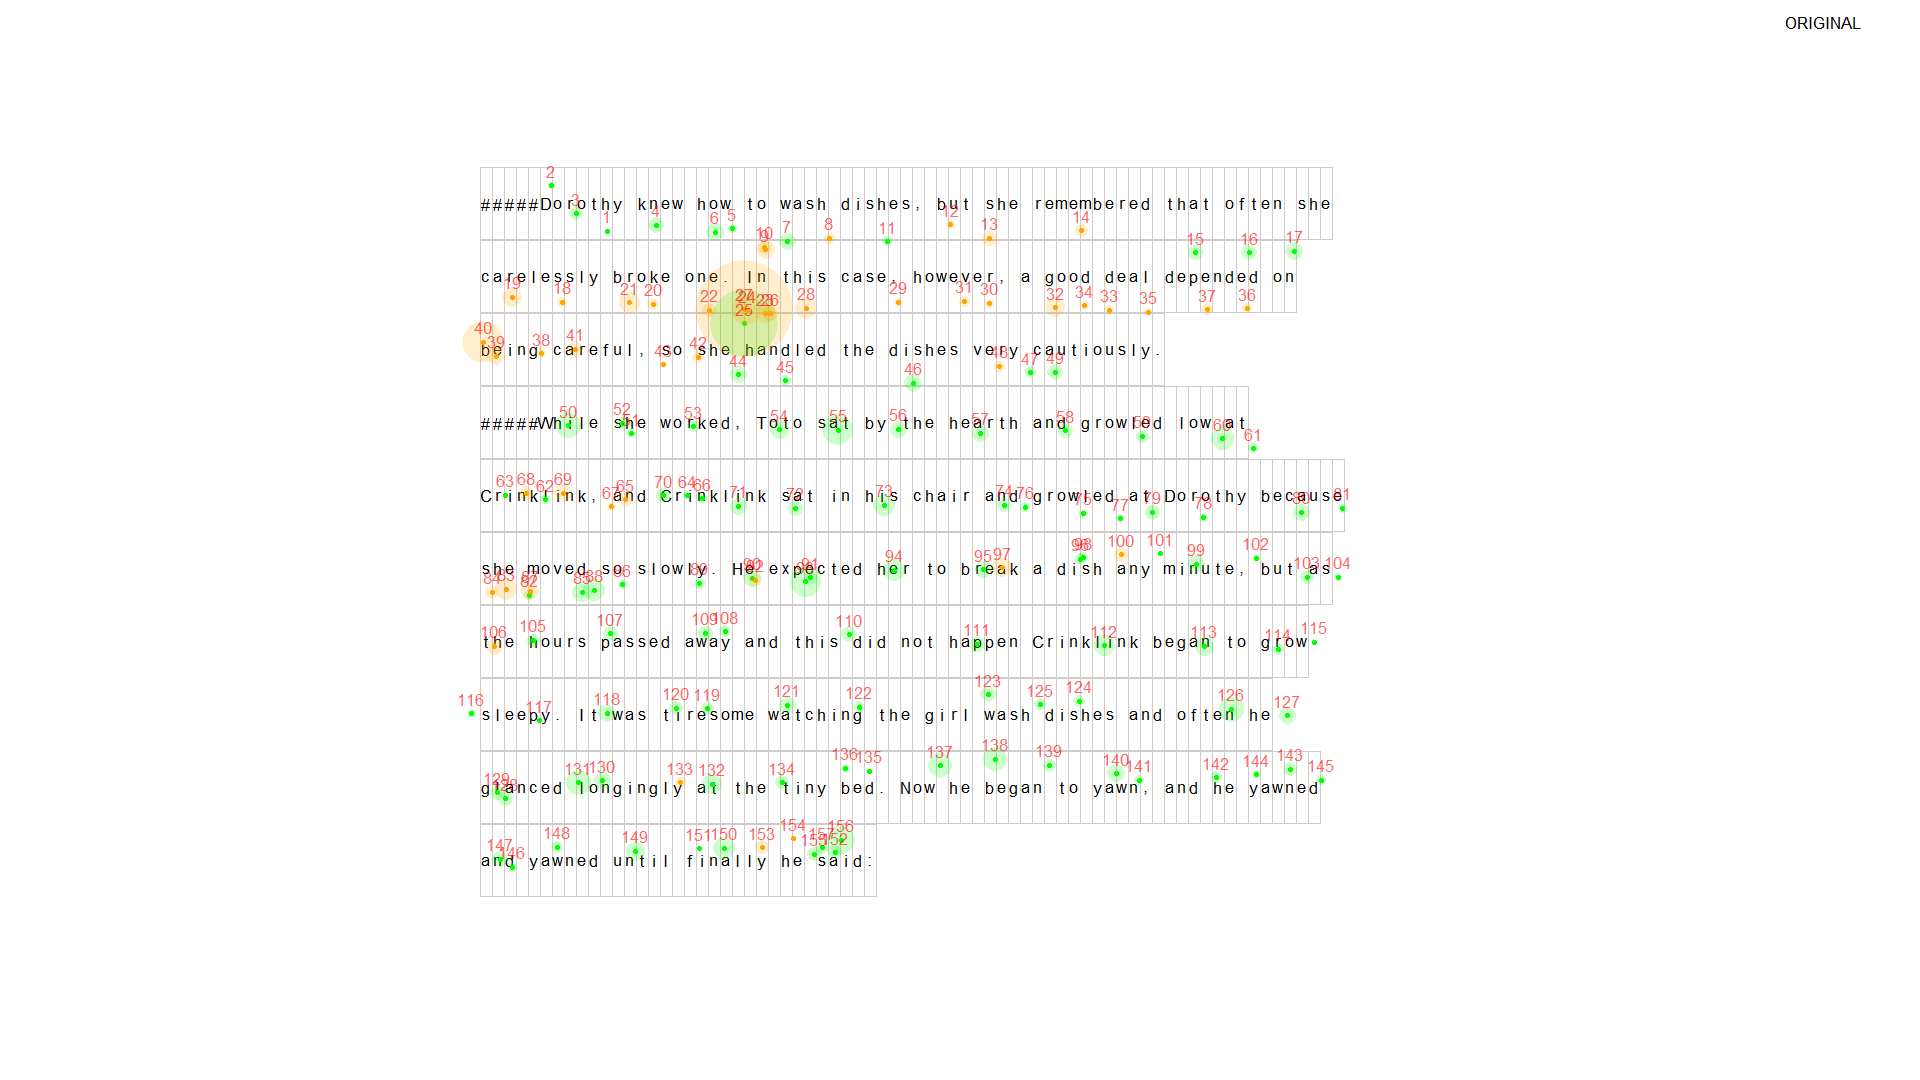 ORIGINAL
#####Dorothy knew how to wash dishes, but she remembered that often she
carelessly broke one. In this case, however, a good deal depended on
being careful, so she handled the dishes very cautiously.
#####While she worked, Toto sat by the hearth and growled low at
Crinklink, and Crinklink sat in his chair and growled at Dorothy because
she moved so slowly. He expected her to break a dish any minute, but as
the hours passed away and this did not happen Crinklink began to grow
sleepy. It was tiresome watching the girl wash dishes and often he
glanced longingly at the tiny bed. Now he began to yawn, and he yawned
and yawned until finally he said: